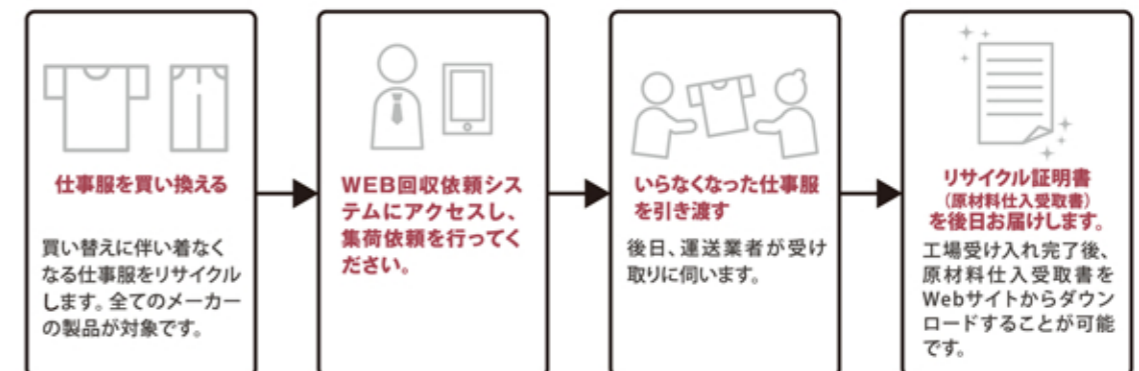 仕事服を買い換える
買い替えに伴い着なく
なる仕事服をリサイクル
します。全てのメーカー
の製品が対象です。
WEB回収依頼シス
テムにアクセスし、
集荷依頼を行ってく
ださい。
いらなくなった仕事服
を引き渡す
後日、運送業者が受け
取りに伺います。
リサイクル証明書
（原材料仕入受取書）
を後日お届けします。
工場受け入れ完了後、
原材料仕入受取書を
Webサイトからダウン
ロードすることが可能
です。